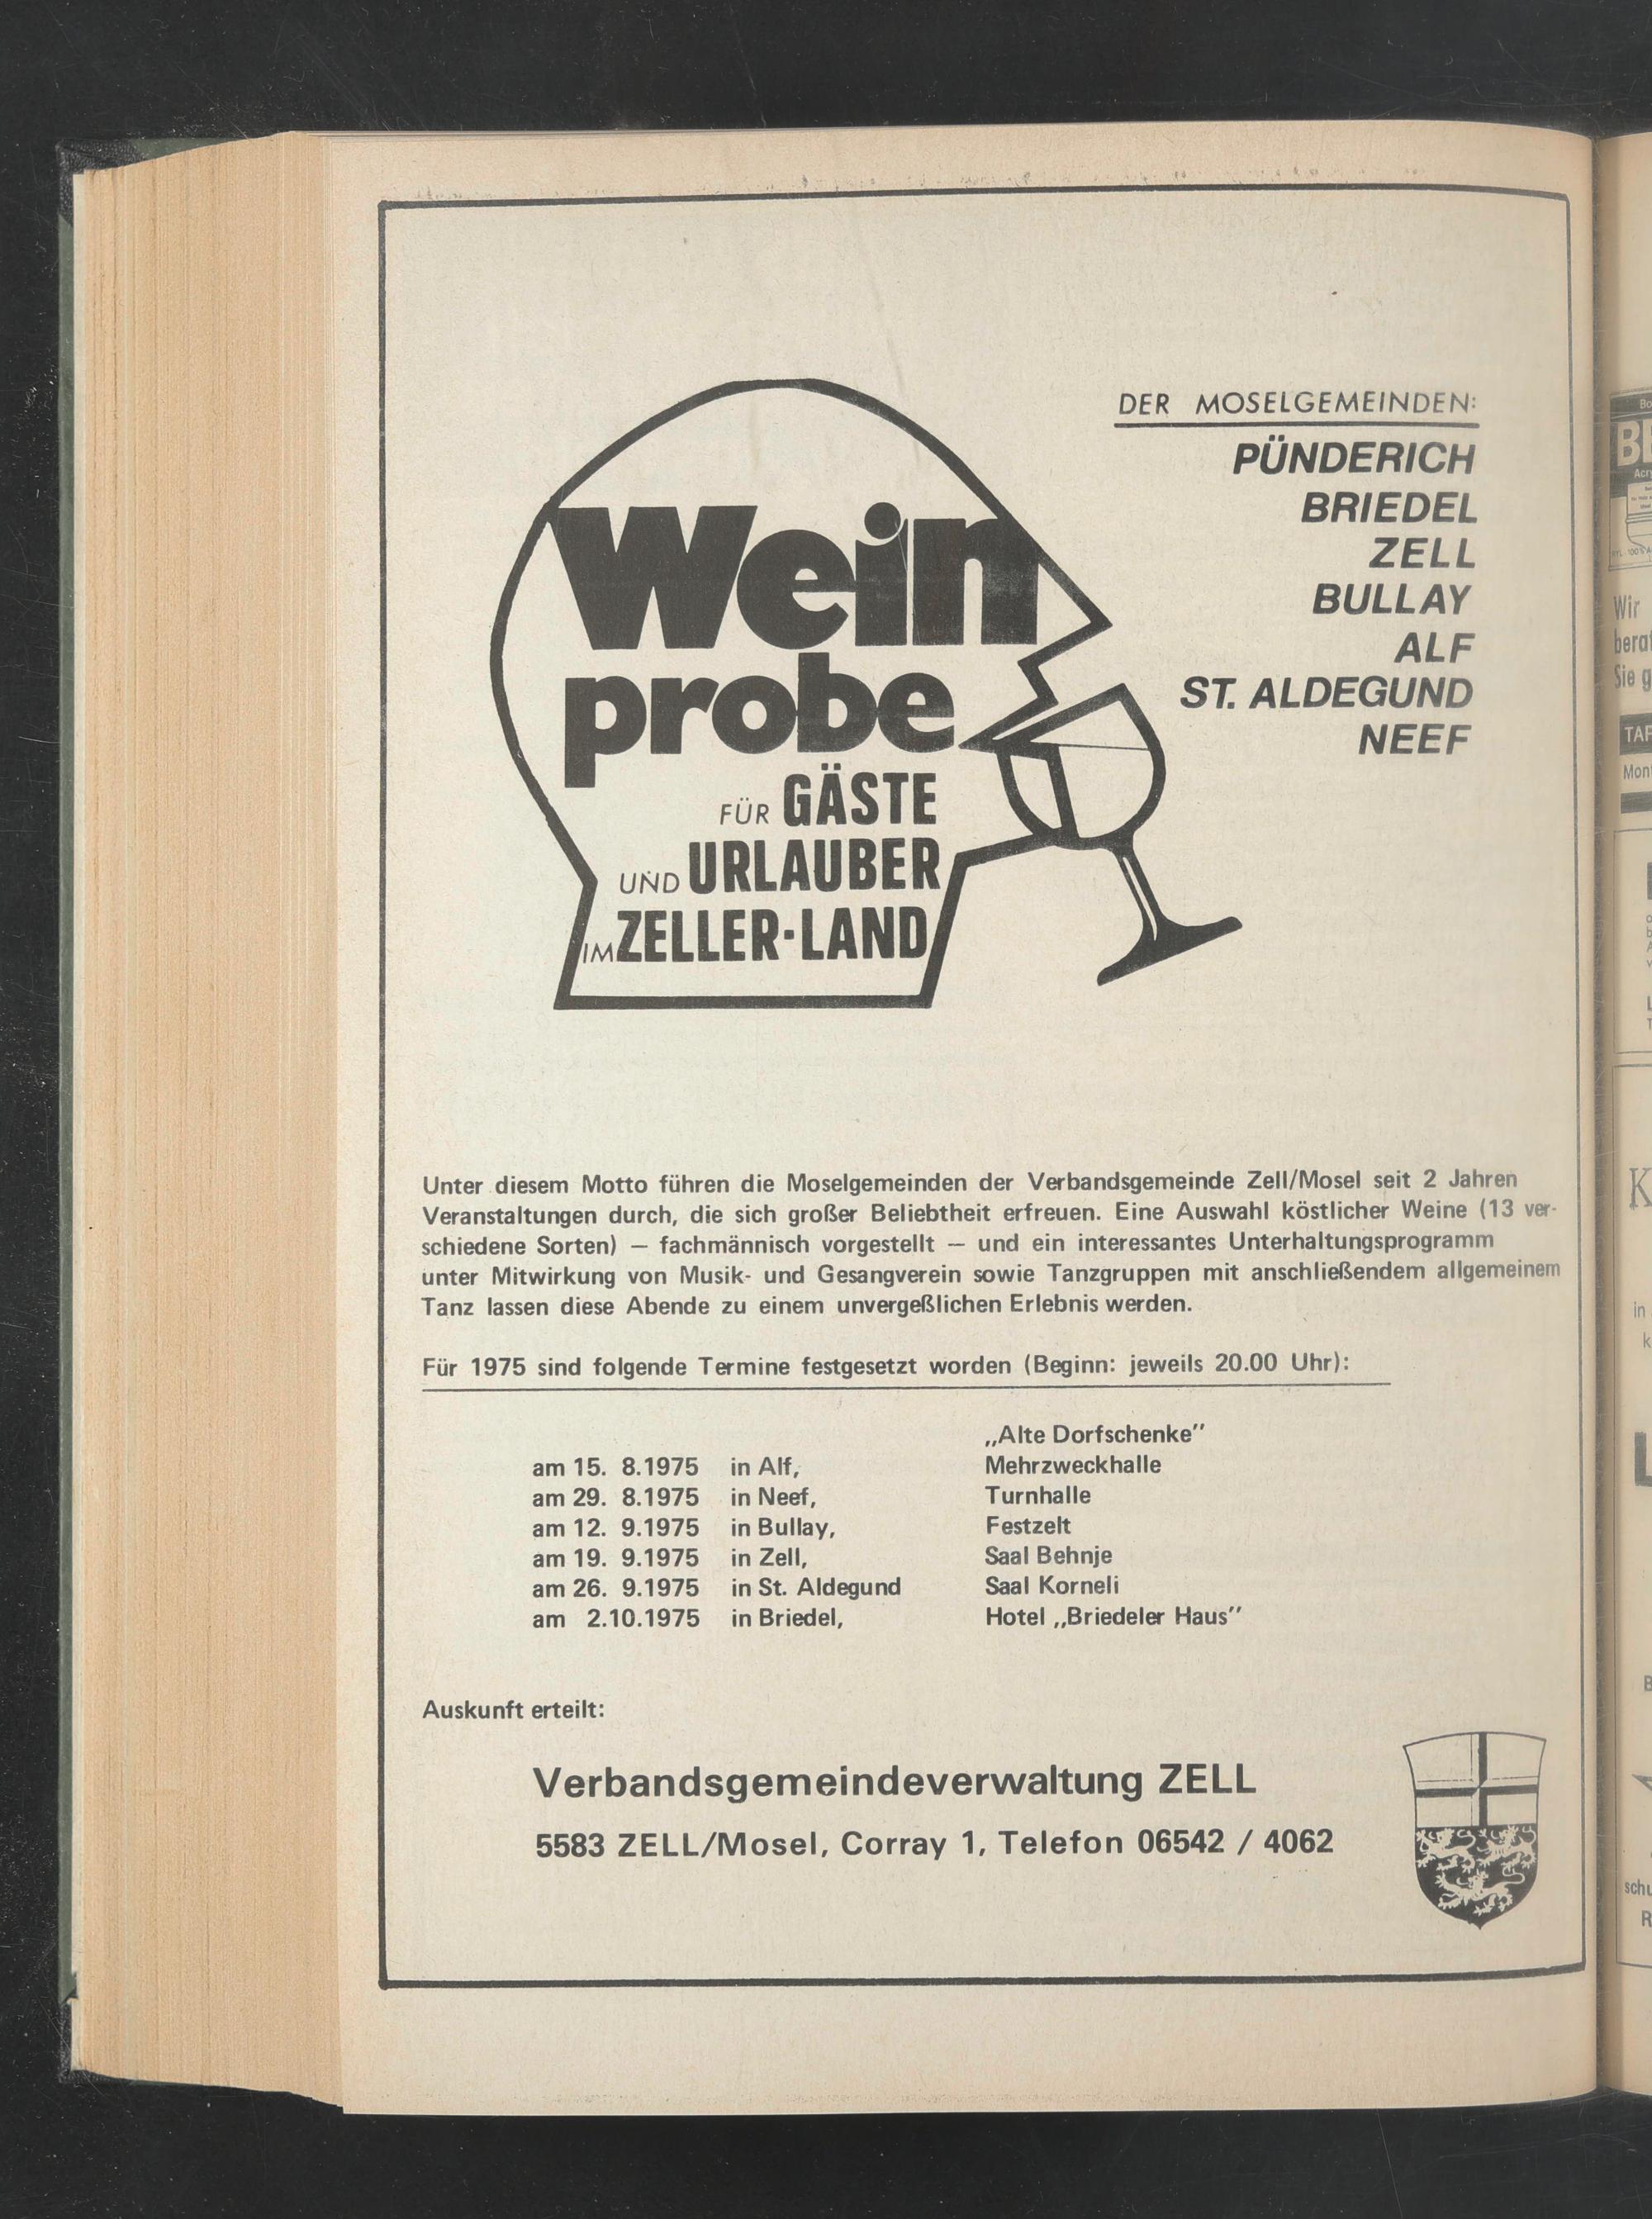 Wein
probe
FÜR GÄSTE
UND URLAUBER
IM ZELLER-LAND
DER MOSELGEMEINDEN:
PÜNDERICH
BRIEDEL
ZELL
BULLAY
ALF
ST. ALDEGUND
NEEF
Unter diesem Motto führen die Moselgemeinden der Verbandsgemeinde Zell/Mosel seit 2 Jahren
Veranstaltungen durch, die sich großer Beliebtheit erfreuen. Eine Auswahl köstlicher Weine (13 ver-
schiedene Sorten) — fachmännisch vorgestellt — und ein interessantes Unterhaltungsprogramm
unter Mitwirkung von Musik- und Gesangverein sowie Tanzgruppen mit anschließendem allgemeinem
Tanz lassen diese Abende zu einem unvergeßlichen Erlebnis werden.
Für 1975 sind folgende Termine festgesetzt worden (Beginn: jeweils 20.00 Uhr):
„Alte Dorfschenke"
am 15. 8.1975 in Alf, Mehrzweckhalle
am 29. 8.1975 in Neef, Turnhalle
am 12. 9.1975 in Bullay, Festzelt
am 19. 9.1975 in Zell, Saal Behnje
am 26. 9.1975 in St. Aldegund Saal Korneli
am 2.10.1975 in Briedel, Hotel „Briedeler Haus"
Auskunft erteilt:
Verbandsgemeindeverwaltung ZELL
5583 ZELL/Mosel, Corray 1, Telefon 06542 / 4062
Wir
Sie g